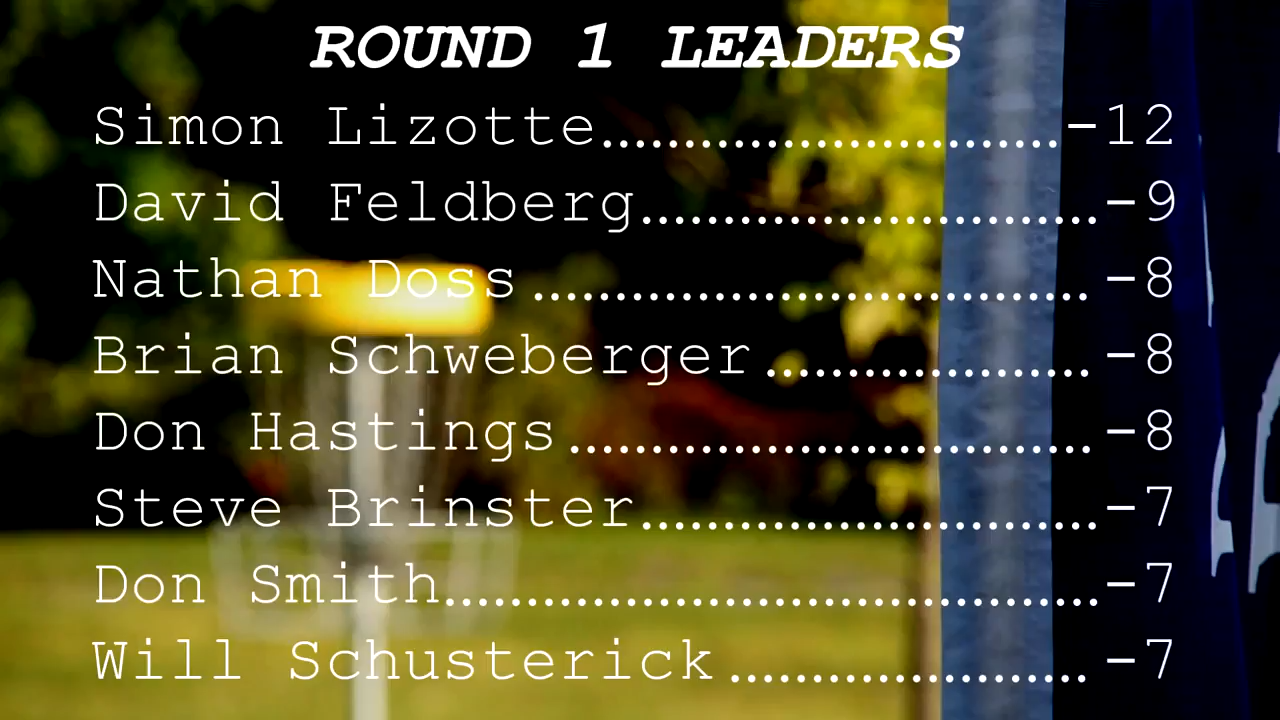 ROUND 1 LEADERS
Simon Lizotte............................-12
David Feldberg............................-9
Nathan Doss ..................................-8
Brian Schweberger ....................-8
Don Hastings ................................-8
Steve Brinster............................-7
Don Smith........................................-7
Will Schusterick ......................-7